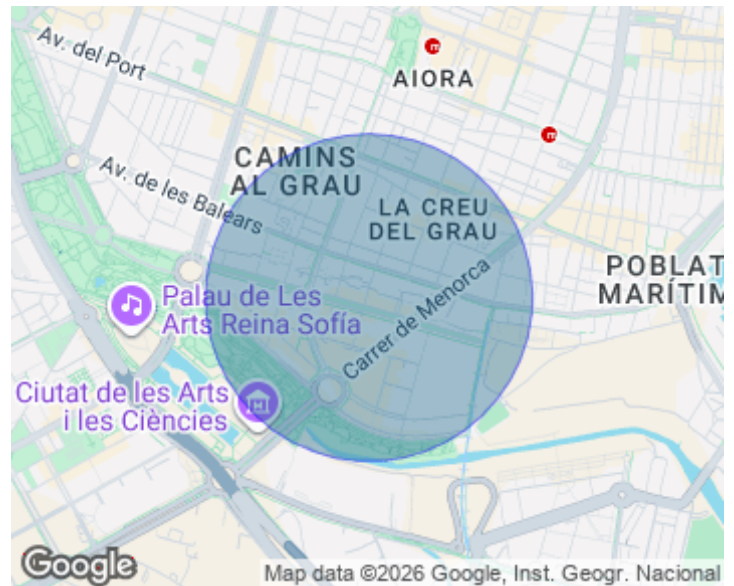 Av. del Port
AIORA
CAMINS
AL GRAU
Av. de les Balears
LA CREU
DEL GRAU
POBLAT
MARÍTIM
Palau de Les
Arts Reina Sofía
Carrer de Menorca
Ciutat de les Arts
i les Ciències
Google
Map data ©2026 Google, Inst. Geogr. Nacional